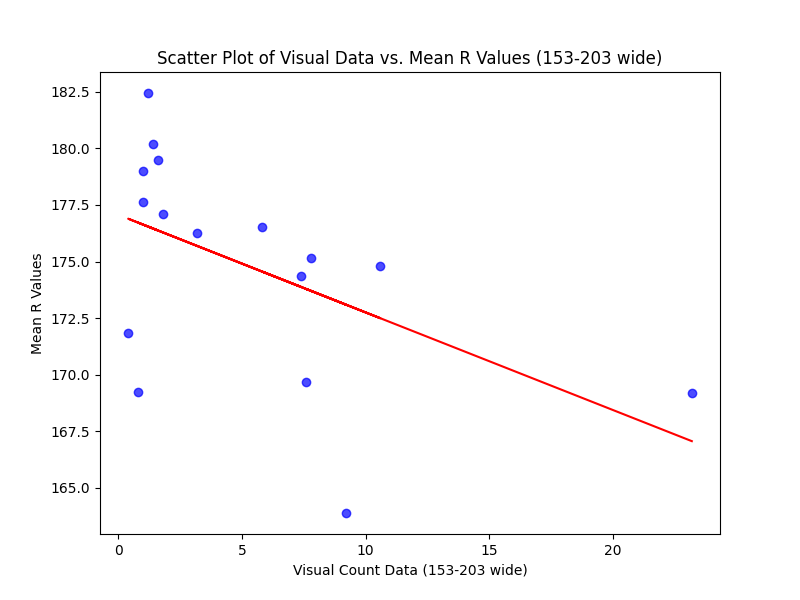 Scatter Plot of Visual Data vs. Mean R Values (153-203 wide)
Mean R Values
182.5
180.0
177.5
175.0
172.5
170.0
167.5
165.0
0 5 10 15 20
Visual Count Data (153-203 wide)